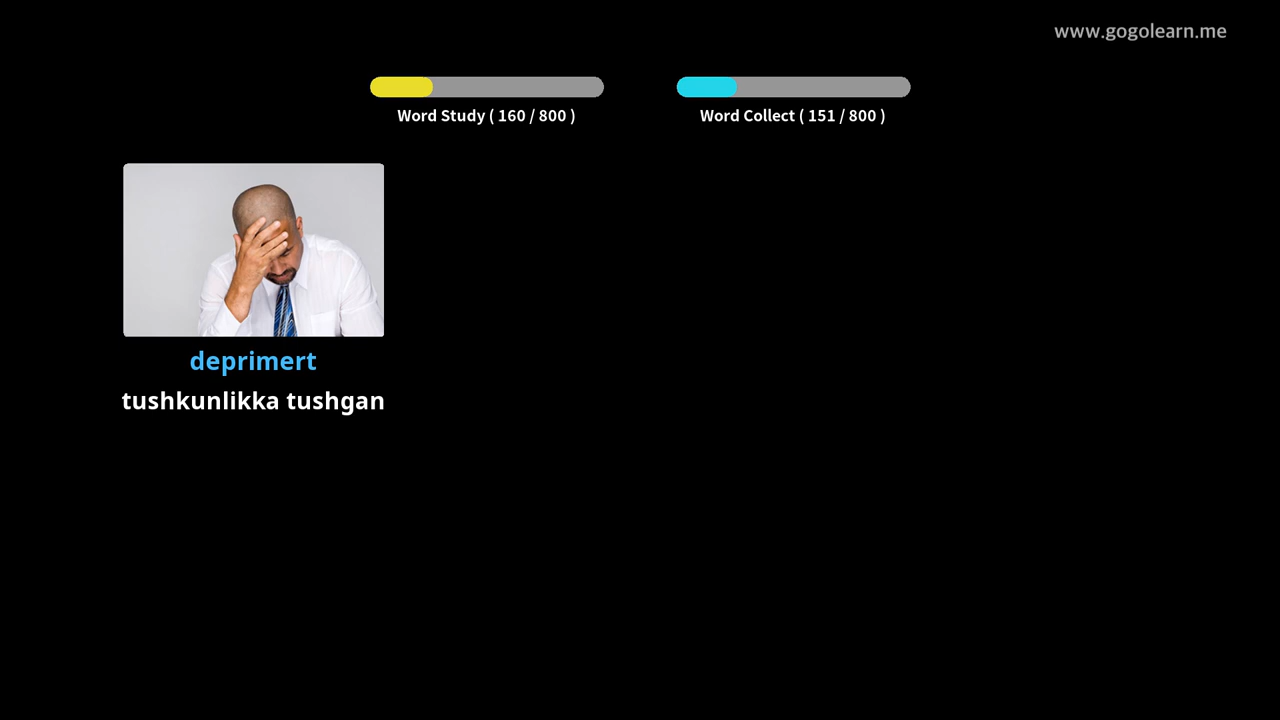 www.gogolearn.me
Word Study ( 160 / 800 )
Word Collect ( 151 / 800 )
deprimert
tushkunlikka tushgan